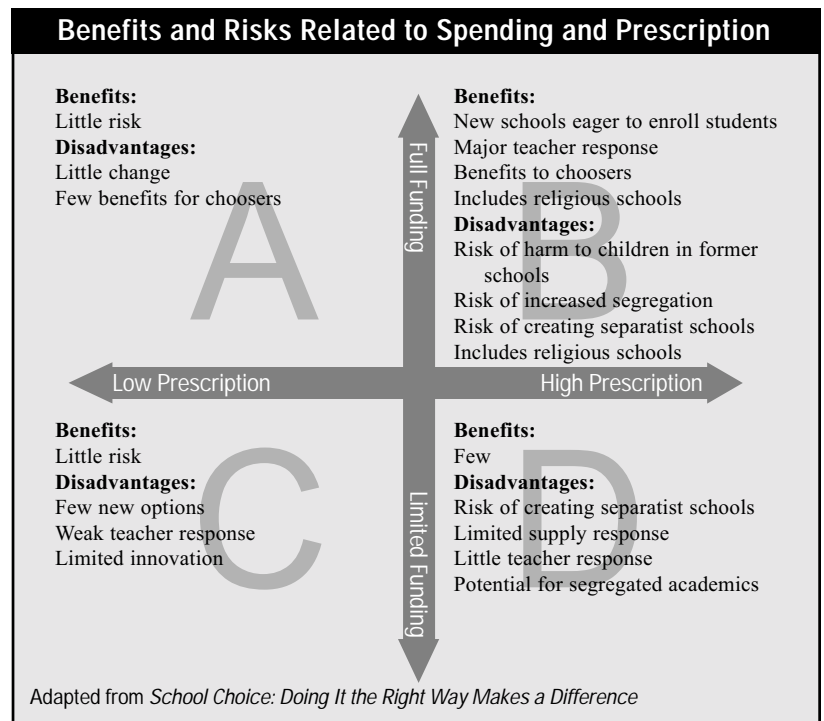 Benefits and Risks Related to Spending and Prescription
Benefits:
Little risk
Disadvantages:
Little change
Few benefits for choosers
A
Benefits:
New schools eager to enroll students
Major teacher response
Benefits to choosers
Includes religious schools
Disadvantages:
Risk of harm to children in former
schools
Risk of increased segregation
Risk of creating separatist schools
Includes religious schools
B
Full Funding
Low Prescription
High Prescription
Limited Funding
Benefits:
Little risk
Disadvantages:
Few new options
Weak teacher response
Limited innovation
C
Benefits:
Few
Disadvantages:
Risk of creating separatist schools
Limited supply response
Little teacher response
Potential for segregated academics
D
Adapted from School Choice: Doing It the Right Way Makes a Difference